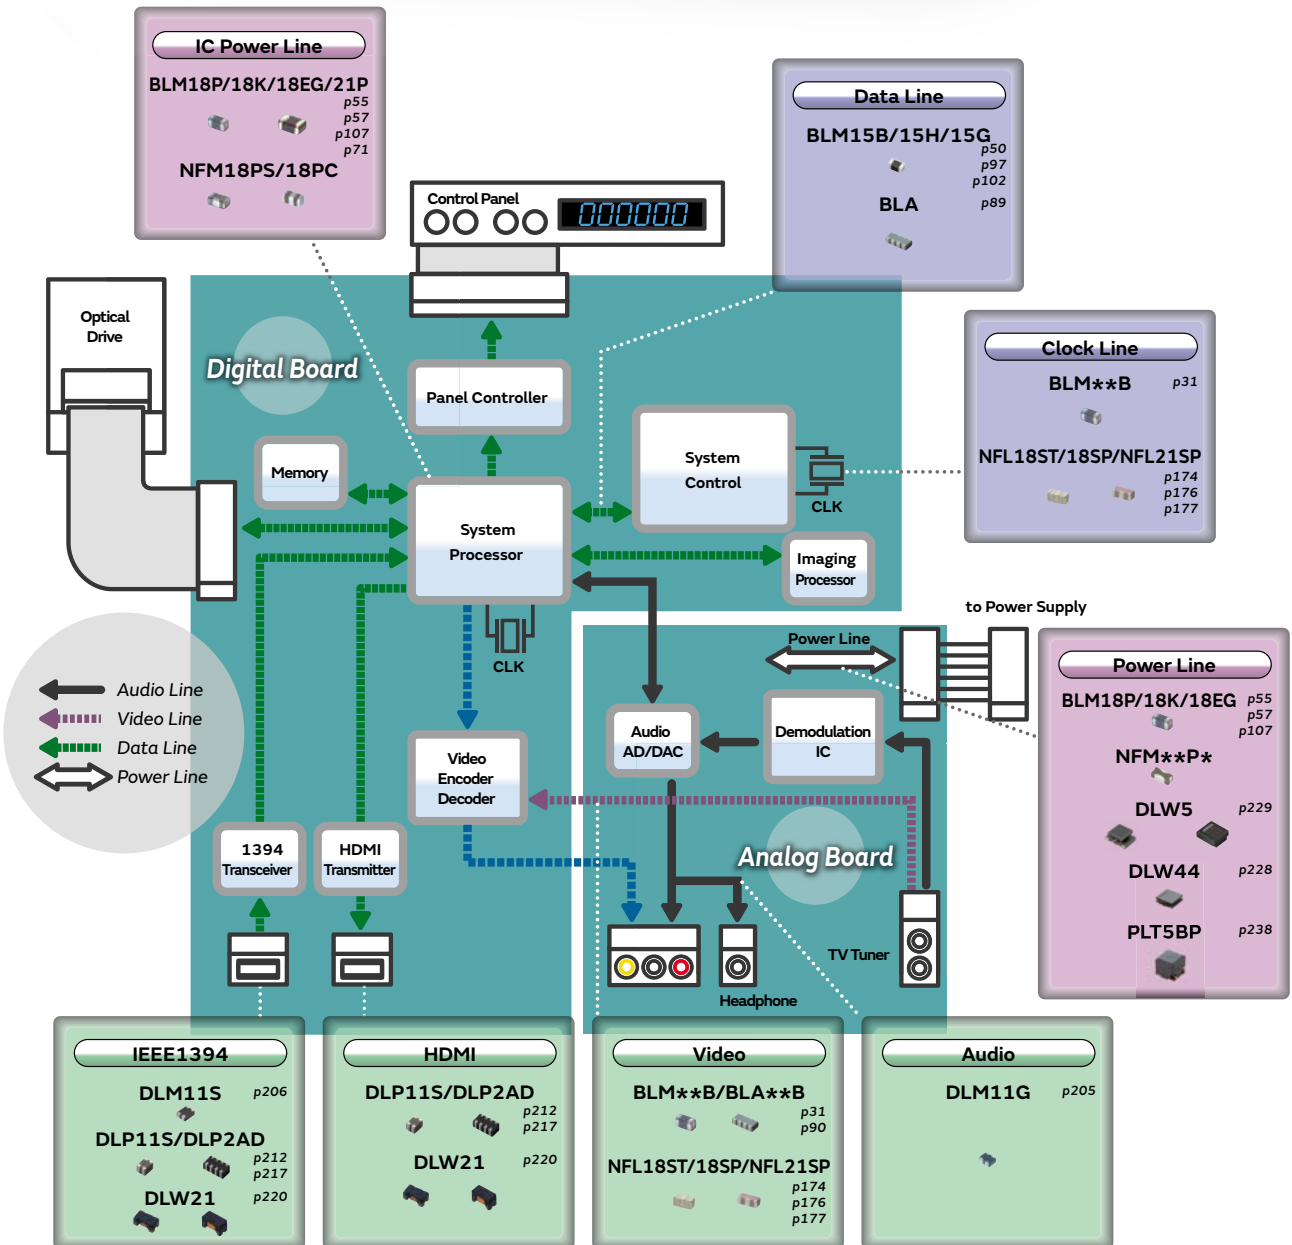 IC Power Line
BLM18P/18K/18EG/21P
p55
p57
p107
p71
NFM18PS/18PC
Data Line
BLM15B/15H/15G
p50
p97
p102
BLA p89
Control Panel
000000
Clock Line
BLM**B p31
NFL18ST/18SP/NFL21SP
p174
p176
p177
Optical
Drive
Digital Board
Panel Controller
Memory
System
Control
CLK
System
Processor
Imaging
Processor
CLK
to Power Supply
Power Line
Audio Line
Video Line
Data Line
Power Line
Audio
AD/DAC
Demodulation
IC
Video
Encoder
Decoder
1394
Transceiver
HDMI
Transmitter
Analog Board
TV Tuner
Headphone
Power Line
BLM18P/18K/18EG p55
p57
p107
NFM**P*
DLW5 p229
DLW44 p228
PLT5BP p238
IEEE1394
DLM11S p206
DLP11S/DLP2AD
p212
p217
DLW21 p220
HDMI
DLP11S/DLP2AD
p212
p217
DLW21 p220
Video
BLM**B/BLA**B
p31
p90
NFL18ST/18SP/NFL21SP
p174
p176
p177
Audio
DLM11G p205